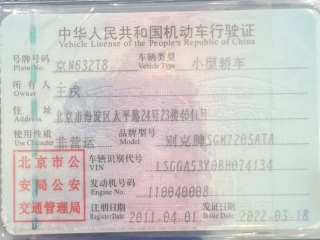 中华人民共和国机动车行驶证
Vehicle License of the People's Republic of China
号牌号码 京N632T8 车辆类型 小型轿车
Plate No. Vehicle Type
所有人 王戍
Owner
住址 北京市海淀区太平路24号23楼
Address
使用性质 非营运 品牌型号 别克牌SGM7205ATA
Use Character Model
北京市公安局公安交通管理局
车辆识别代号
VIN
发动机号码 110040008
Engine No.
注册日期 2011-04-01 发证日期 2022-03-18
Register Date Issue Date